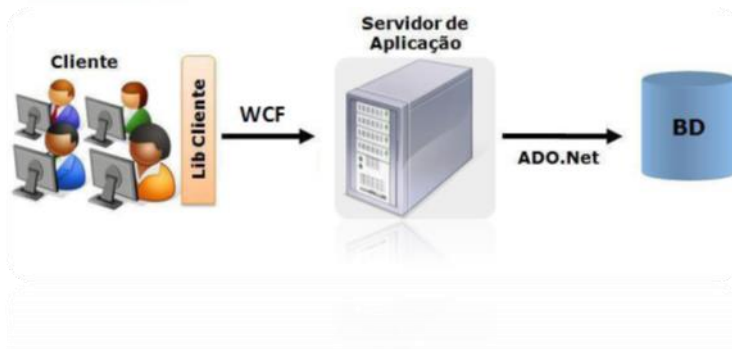 Cliente
Lib Cliente
WCF
Servidor de
Aplicação
ADO.Net
BD